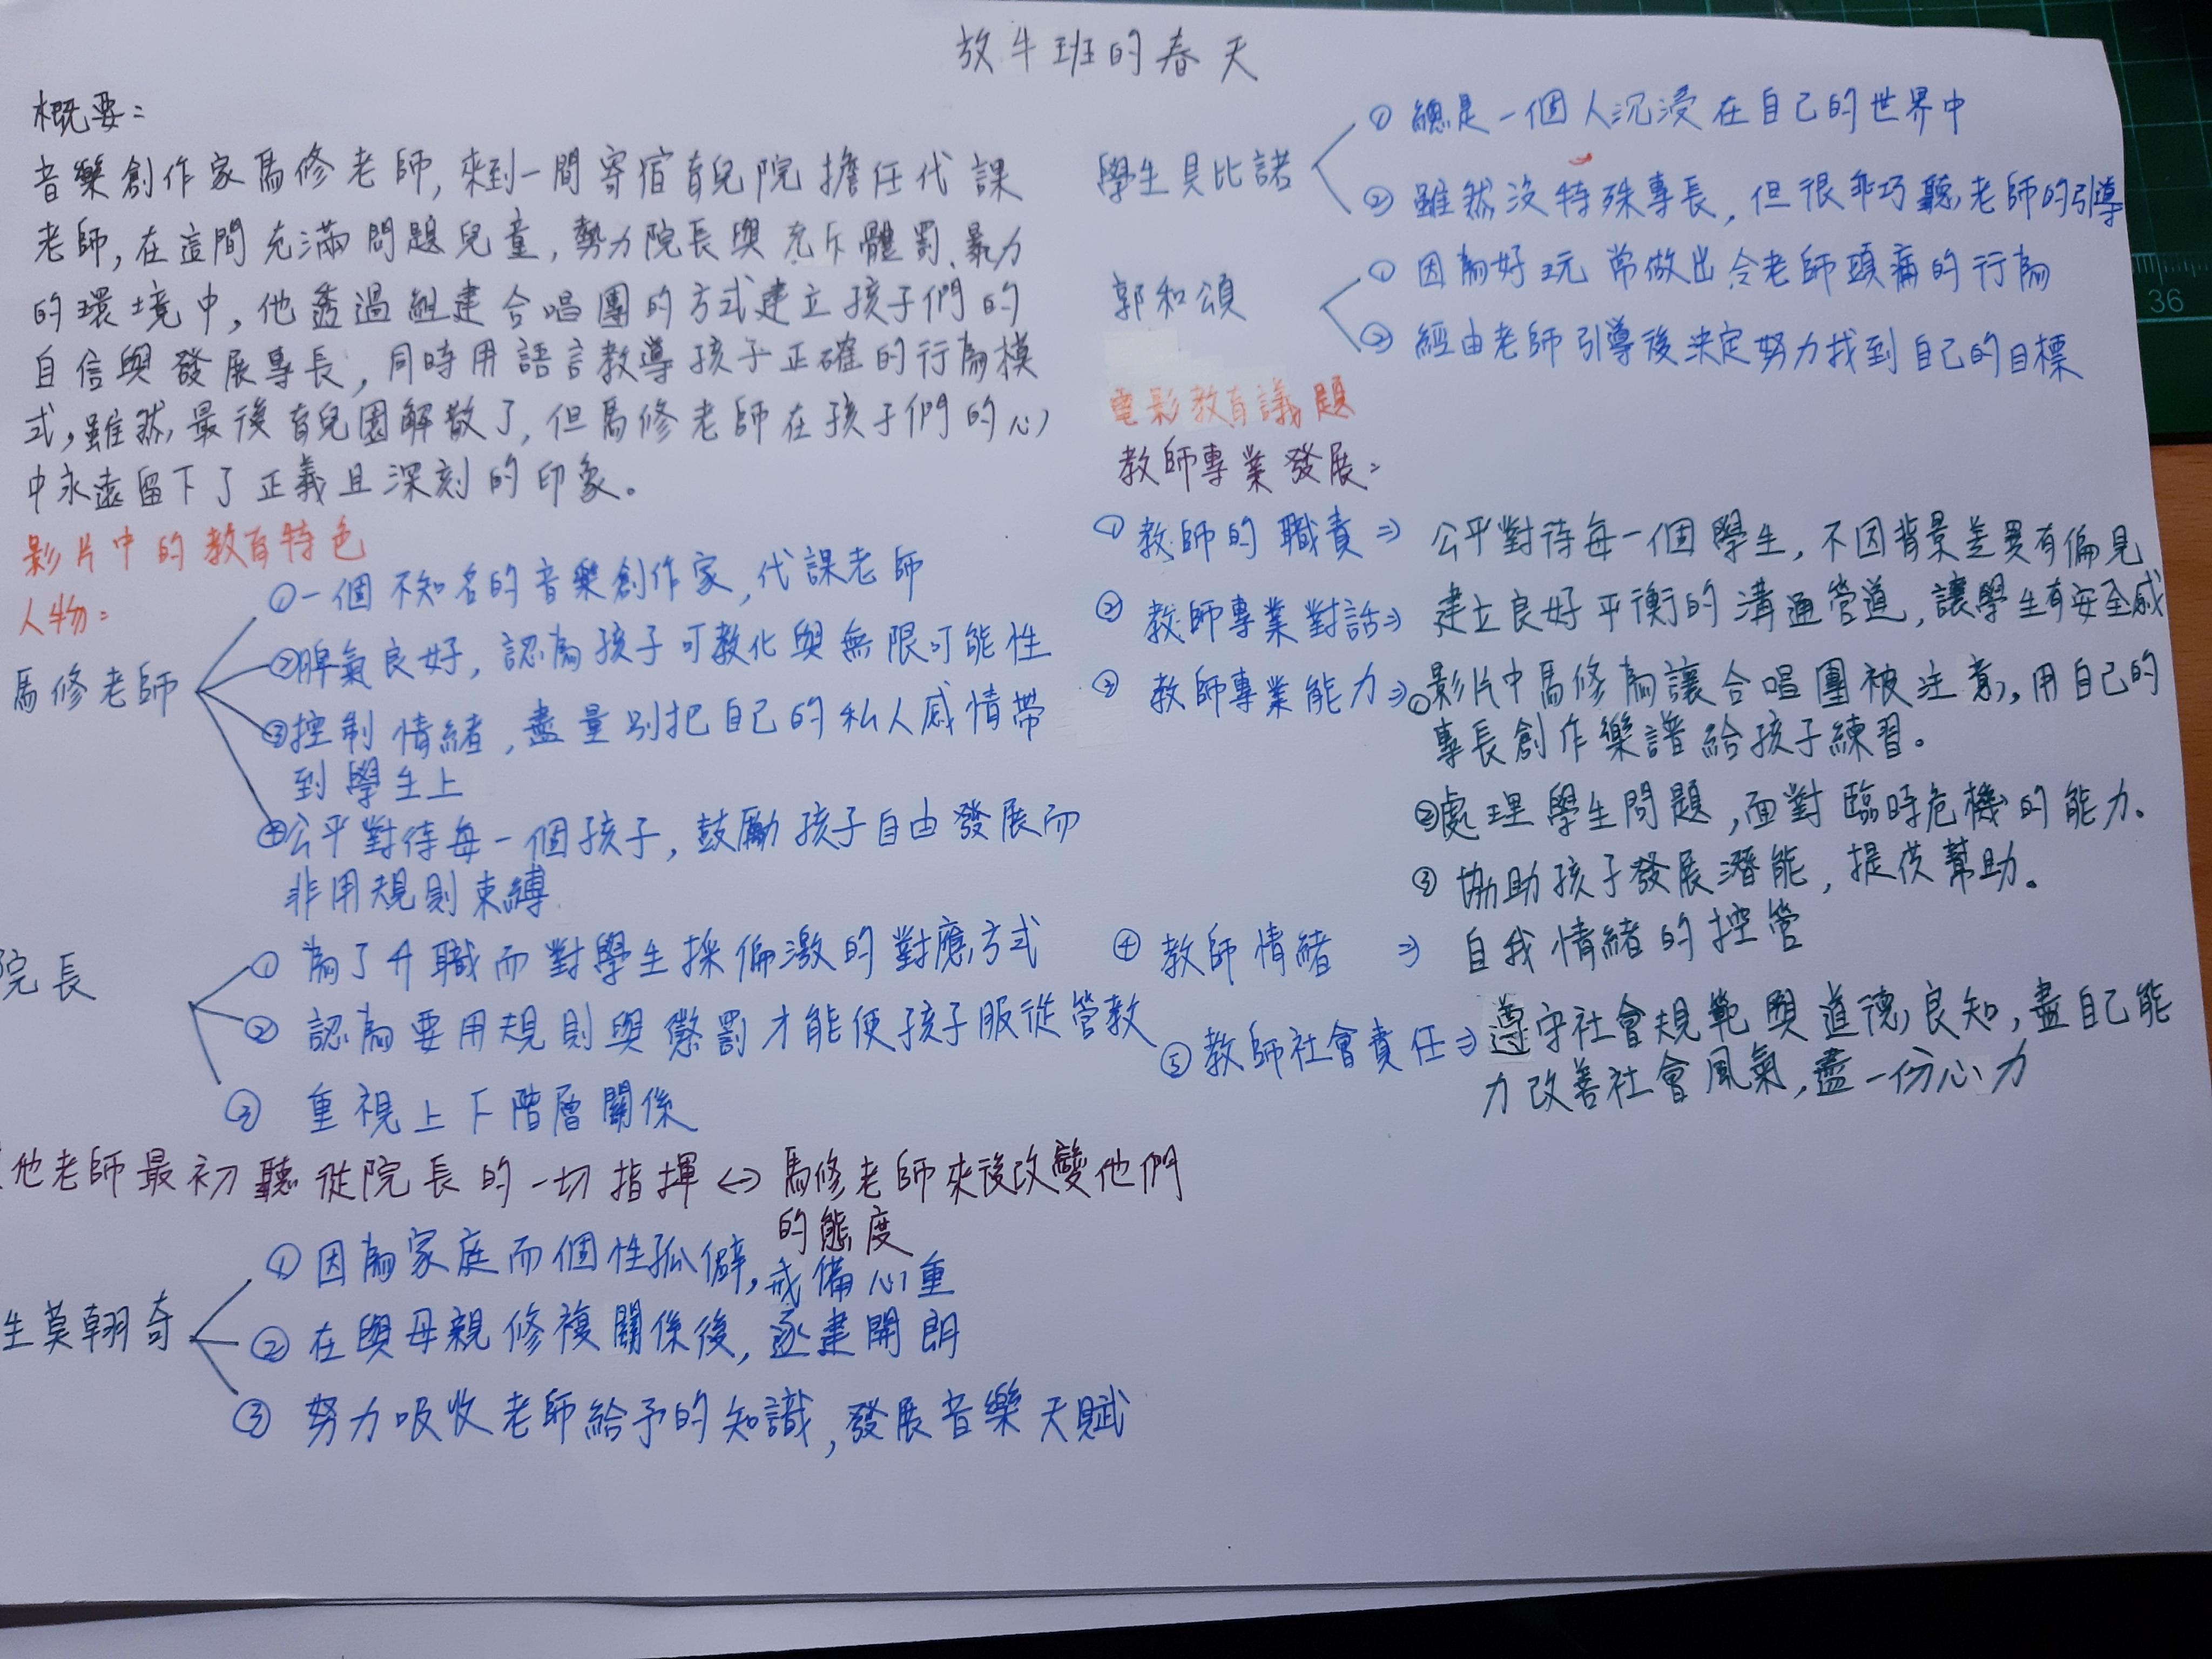 放牛班的春天
概要:
音樂創作家馬修老師,來到一間寄宿育兒院擔任代課
老師,在這間充滿問題兒童,勢力院長與充斥體罰、暴力
的環境中,他透過組建合唱團的方式建立孩子們的
自信與發展專長,同時用語言教導孩子正確的行為模
式,雖然最後育兒園解散了,但馬修老師在孩子們的心
中永遠留下了正義且深刻的印象。
影片中的教育特色
人物:
馬修老師
①一個不知名的音樂創作家,代課老師
②脾氣良好,認為孩子可教化與無限可能性
③控制情緒,盡量別把自己的私人感情帶
到學生上
④公平對待每一個孩子,鼓勵孩子自由發展而
非用規則束縛
院長
①為了升職而對學生採偏激的對應方式
②認為要用規則與懲罰才能使孩子服從管教
③重視上下階層關係
他老師最初聽從院長的一切指揮↔馬修老師來後改變他們
的態度
生莫翰奇
①因為家庭而個性孤僻,戒備心重
②在與母親修複關係後,逐建開朗
③努力吸收老師給予的知識,發展音樂天賦
學生貝比諾
①總是一個人沉浸在自己的世界中
②雖然沒特殊專長,但很乖巧聽老師的引導
郭和頌
①因為好玩常做出令老師頭痛的行為
②經由老師引導後決定努力找到自己的目標
電影教育議題
教師專業發展:
①教師的職責⇒公平對待每一個學生,不因背景差異有偏見
②教師專業對話⇒建立良好平衡的溝通管道,讓學生有安全感
③教師專業能力⇒①影片中馬修為讓合唱團被注意,用自己的
專長創作樂譜給孩子練習。
②處理學生問題,面對臨時危機的能力。
③協助孩子發展潛能,提供幫助。
④教師情緒⇒自我情緒的控管
⑤教師社會責任⇒遵守社會規範與道德良知,盡自己能
力改善社會風氣,盡一份心力
36